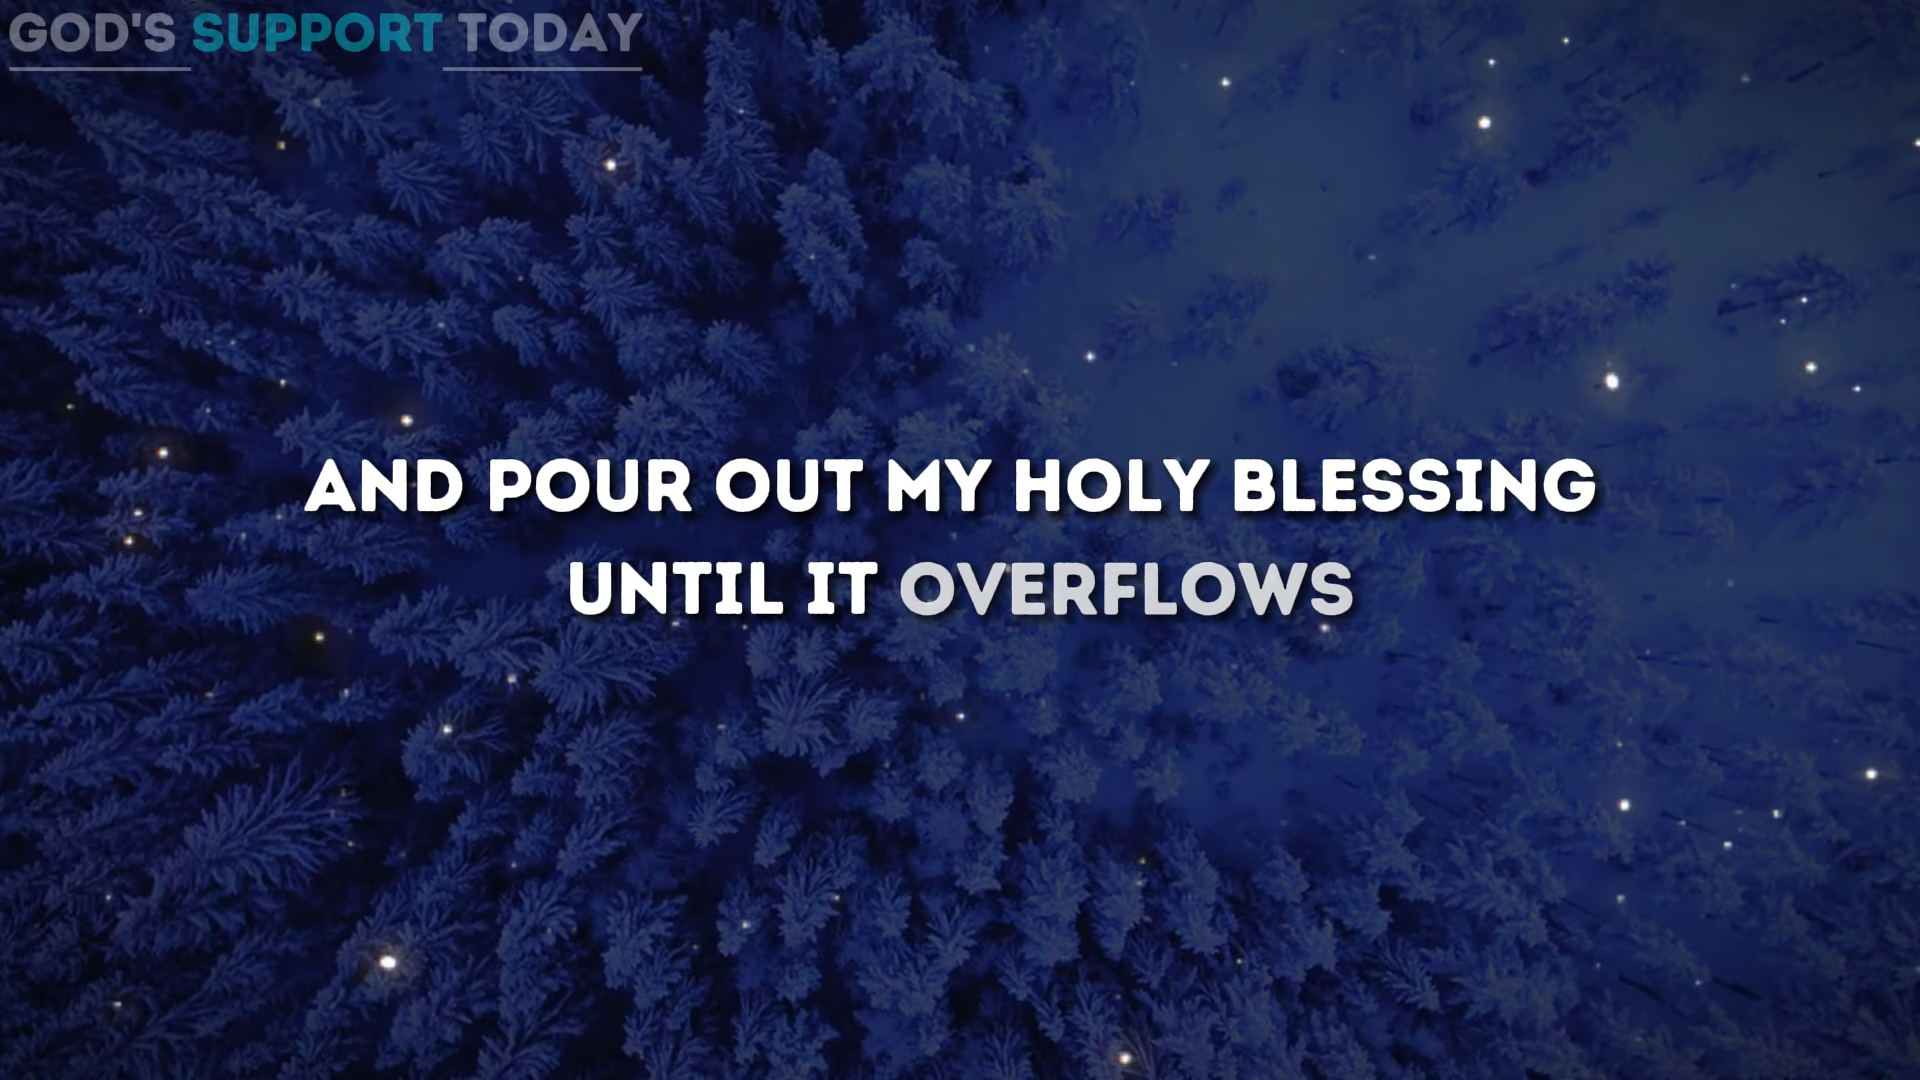 GOD'S SUPPORT TODAY
AND POUR OUT MY HOLY BLESSING
UNTIL IT OVERFLOWS